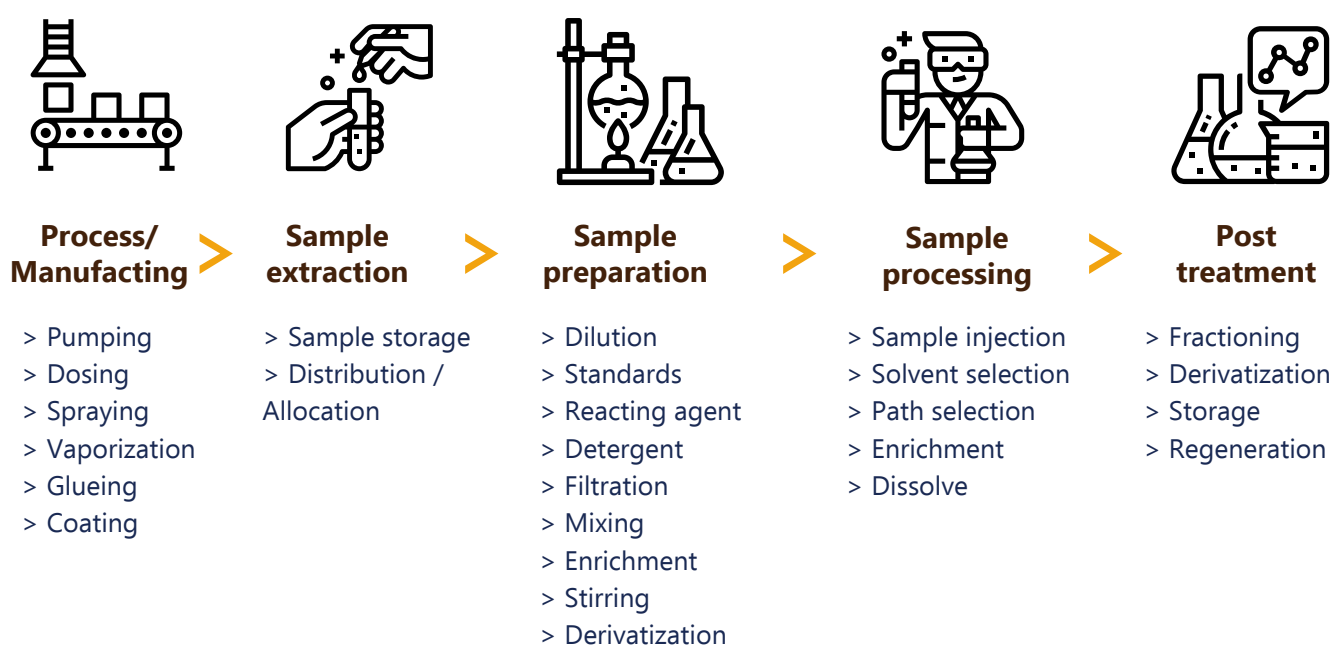 Process/
Manufacting
>
Sample
extraction
>
Sample
preparation
>
Sample
processing
>
Post
treatment
> Pumping
> Dosing
> Spraying
> Vaporization
> Glueing
> Coating
> Sample storage
> Distribution /
Allocation
> Dilution
> Standards
> Reacting agent
> Detergent
> Filtration
> Mixing
> Enrichment
> Stirring
> Derivatization
> Sample injection
> Solvent selection
> Path selection
> Enrichment
> Dissolve
> Fractioning
> Derivatization
> Storage
> Regeneration